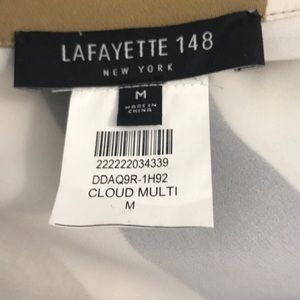 LAFAYETTE 148
NEW YORK
M
MADE IN
CHINA
222222034339
DDAQ9R-1H92
CLOUD MULTI
M